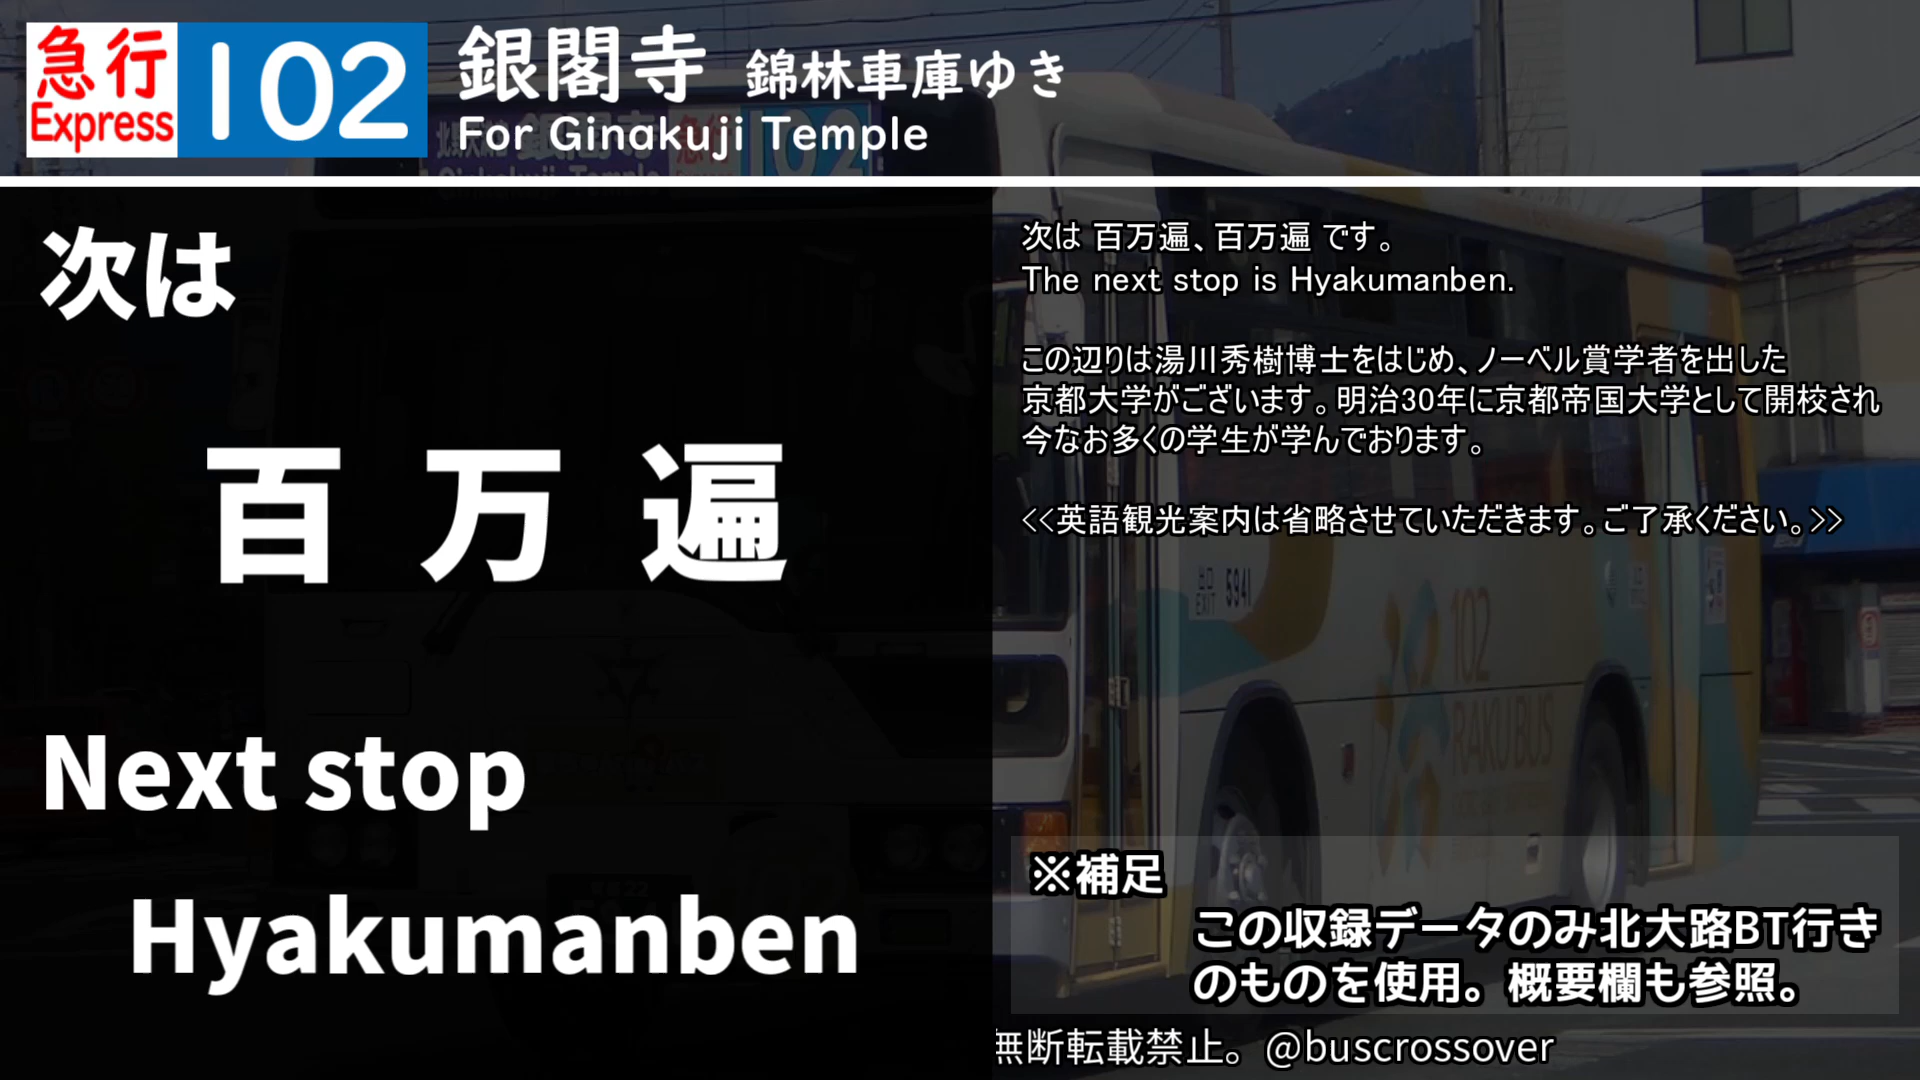 急行
Express
102
銀閣寺 錦林車庫ゆき
For Ginakuji Temple
次は
百万遍
Next stop
Hyakumanben
次は 百万遍、百万遍 です。
The next stop is Hyakumanben.
この辺りは湯川秀樹博士をはじめ、ノーベル賞学者を出した
京都大学がございます。明治30年に京都帝国大学として開校され
今なお多くの学生が学んでおります。
<<英語観光案内は省略させていただきます。ご了承ください。>>
出口
EXIT 5941
102
RAKU BUS
※補足
この収録データのみ北大路BT行き
のものを使用。概要欄も参照。
無断転載禁止。@buscrossover